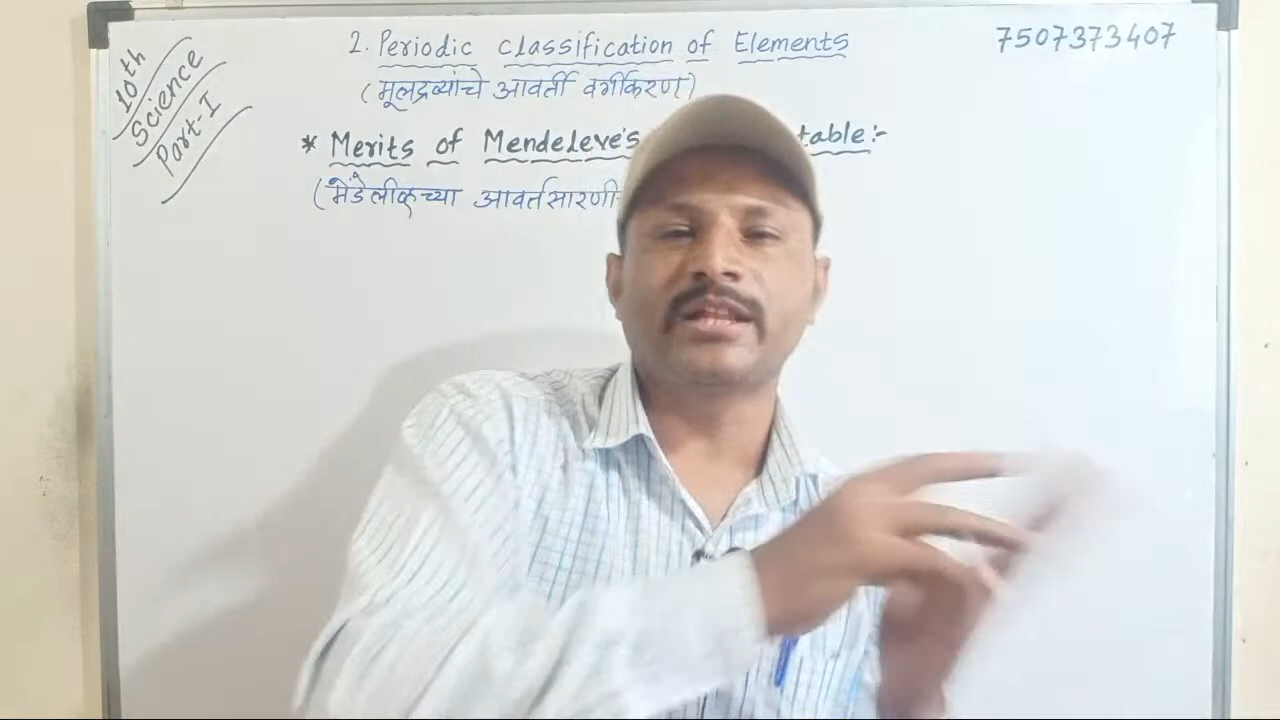 10th
Science
Part-I
2. Periodic classification of Elements
7507373407
(मूलद्रव्यांचे आवर्ती वर्गीकरण)
* Merits of Mendeleve's table:-
(मेंडेलीव्हच्या आवर्तसारणी